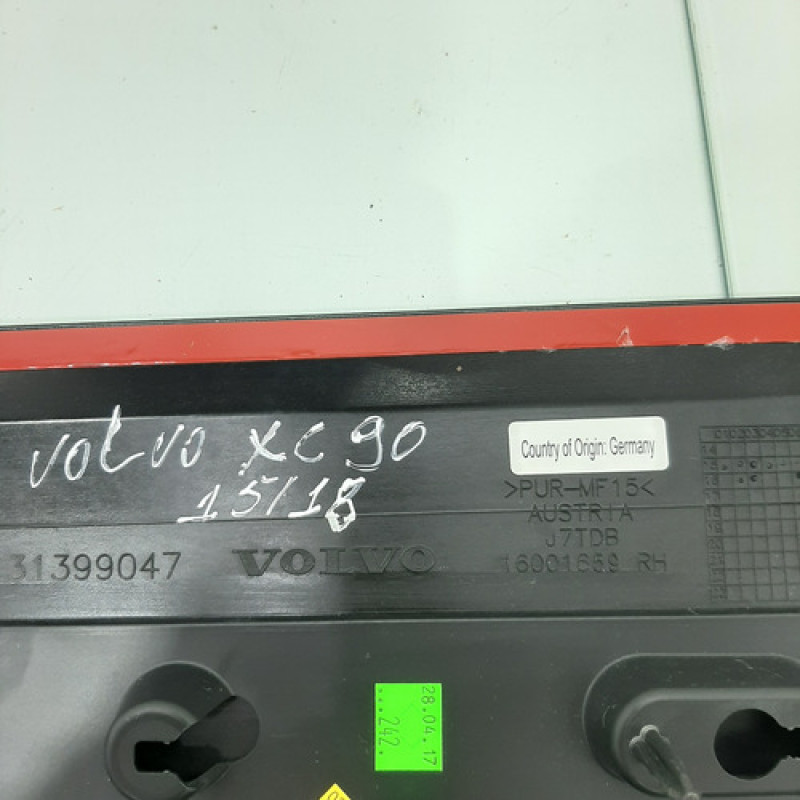 VOLVO XC 90
15/18
Country of Origin: Germany
>PUR-MF15<
AUSTRIA
J7TDB
31399047 VOLVO 16001659 RH
28.04.17
...242.